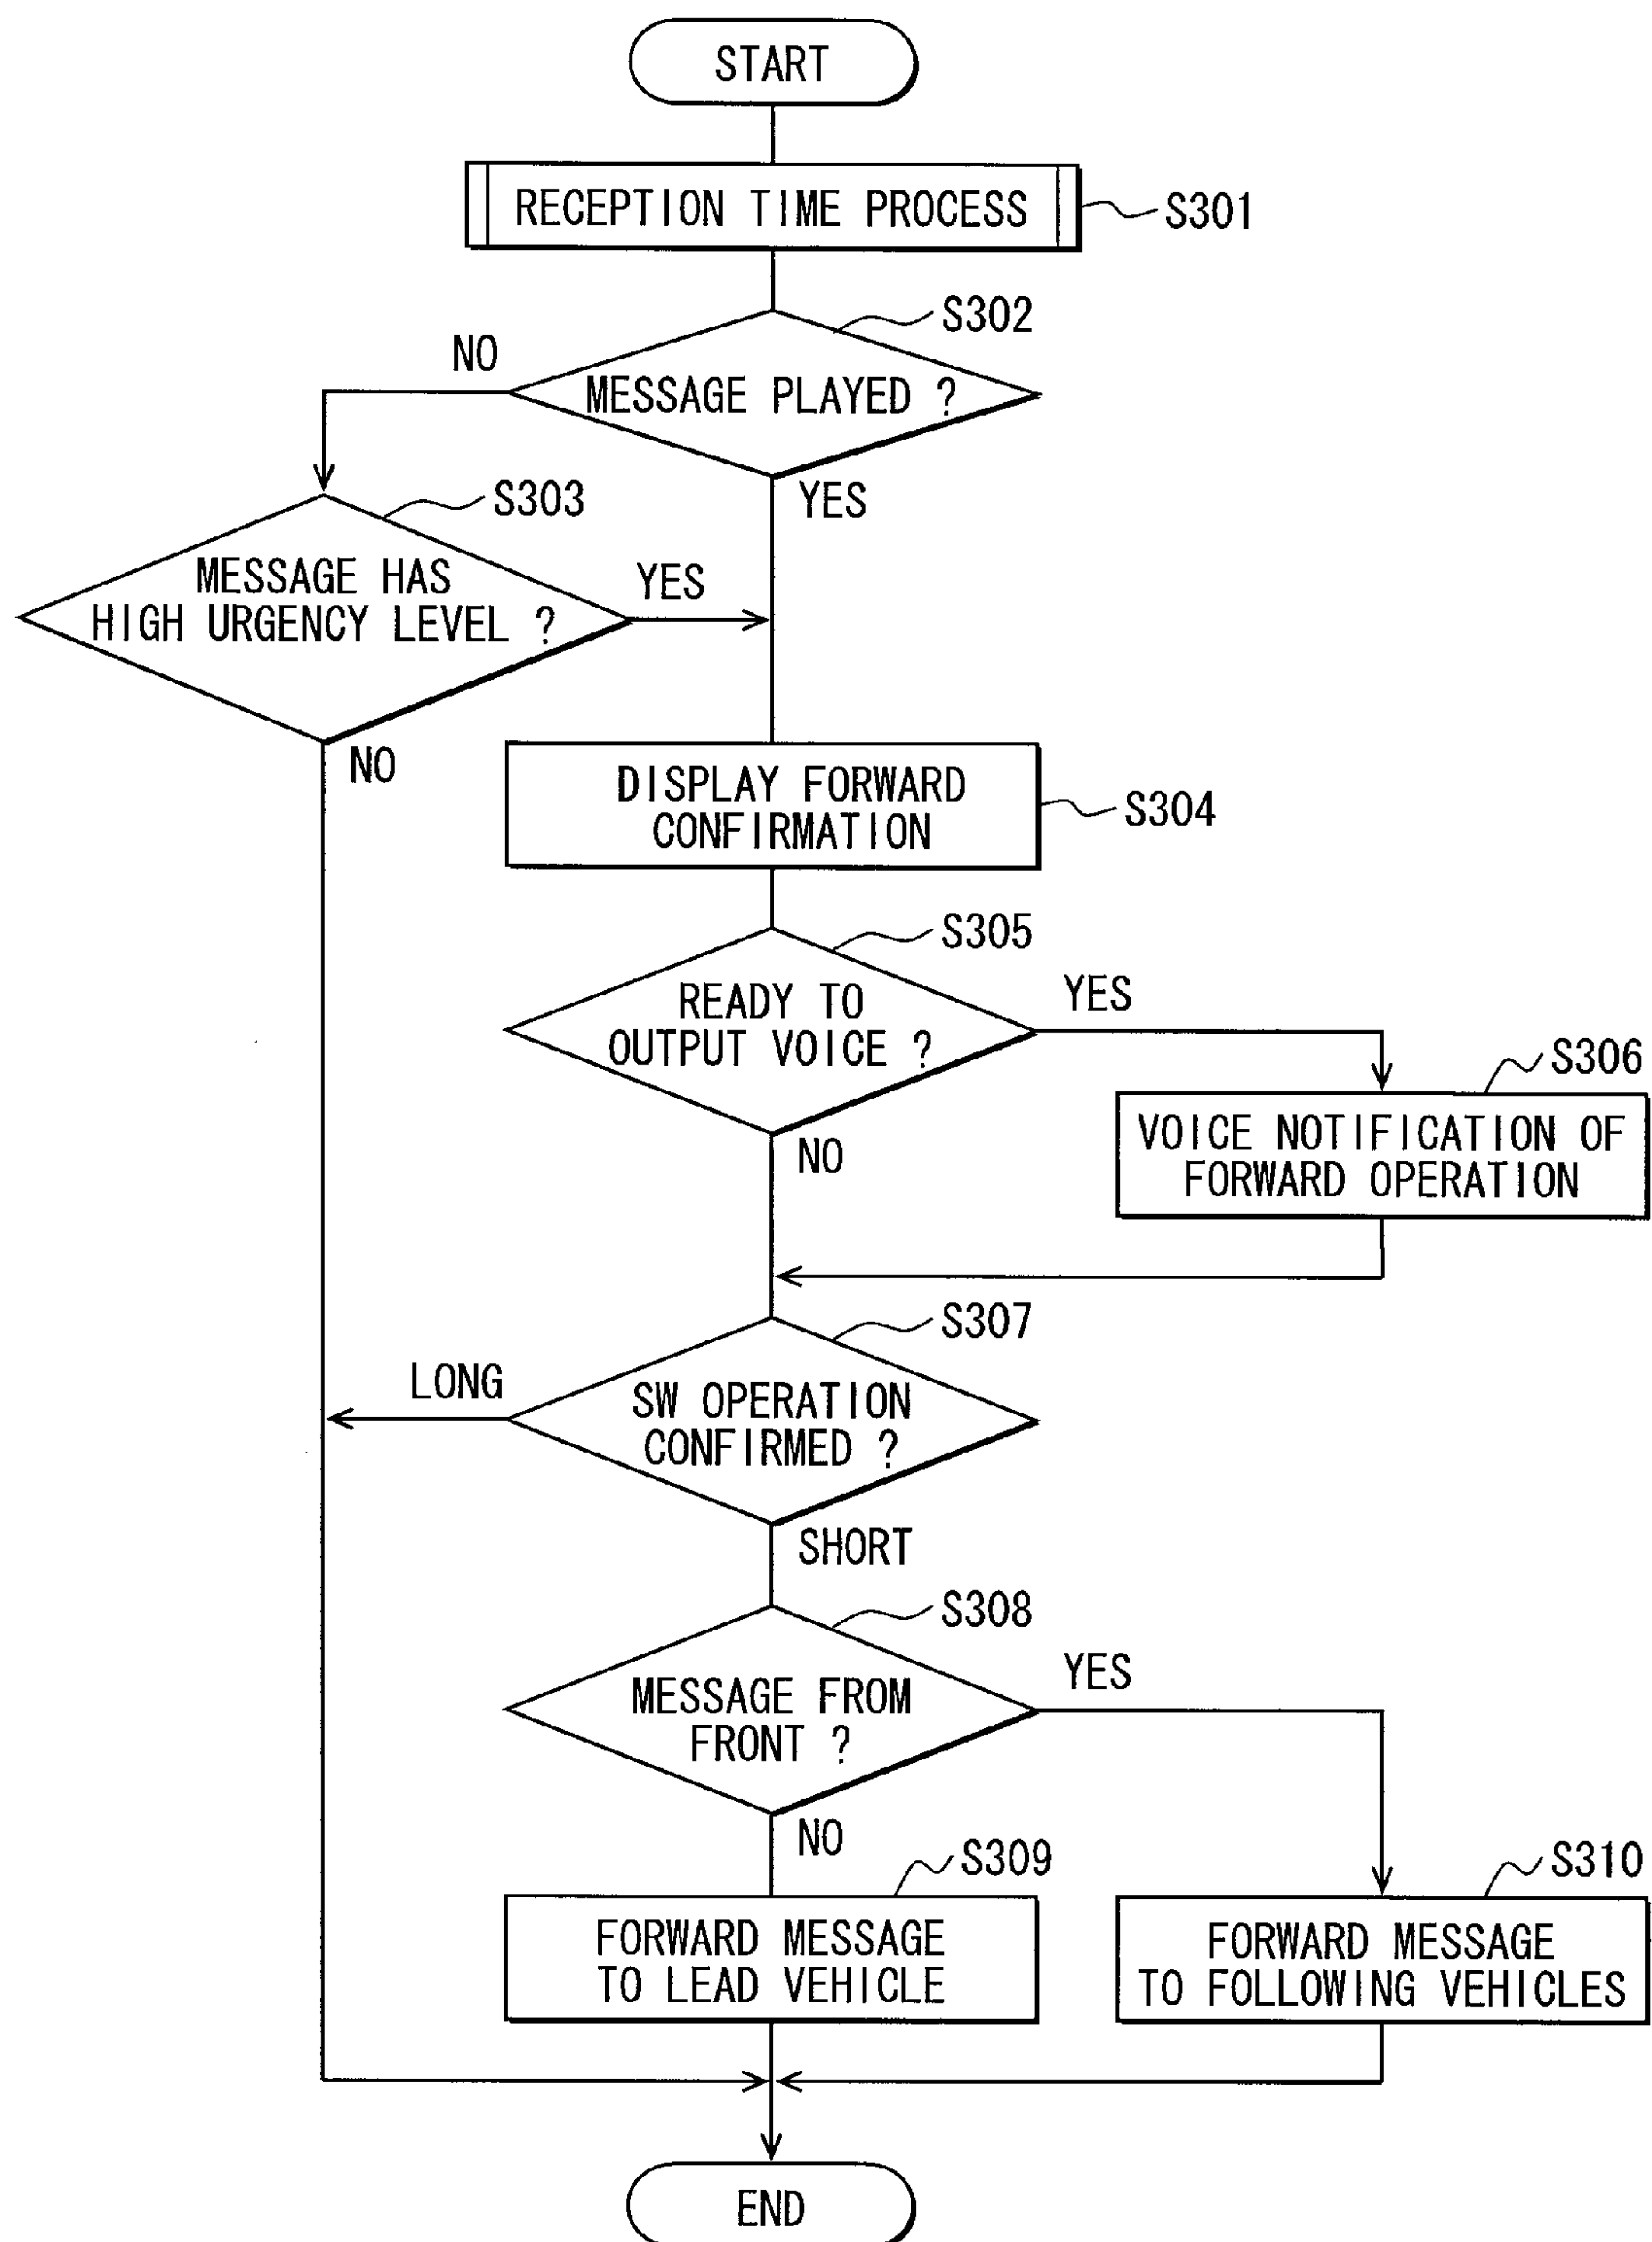 START
RECEPTION TIME PROCESS
S301
S302
NO
MESSAGE PLAYED ?
YES
S303
MESSAGE HAS
HIGH URGENCY LEVEL ?
YES
NO
DISPLAY FORWARD
CONFIRMATION
S304
S305
READY TO
OUTPUT VOICE ?
YES
NO
S306
VOICE NOTIFICATION OF
FORWARD OPERATION
S307
LONG
SW OPERATION
CONFIRMED ?
SHORT
S308
MESSAGE FROM
FRONT ?
YES
NO
S309
FORWARD MESSAGE
TO LEAD VEHICLE
S310
FORWARD MESSAGE
TO FOLLOWING VEHICLES
END